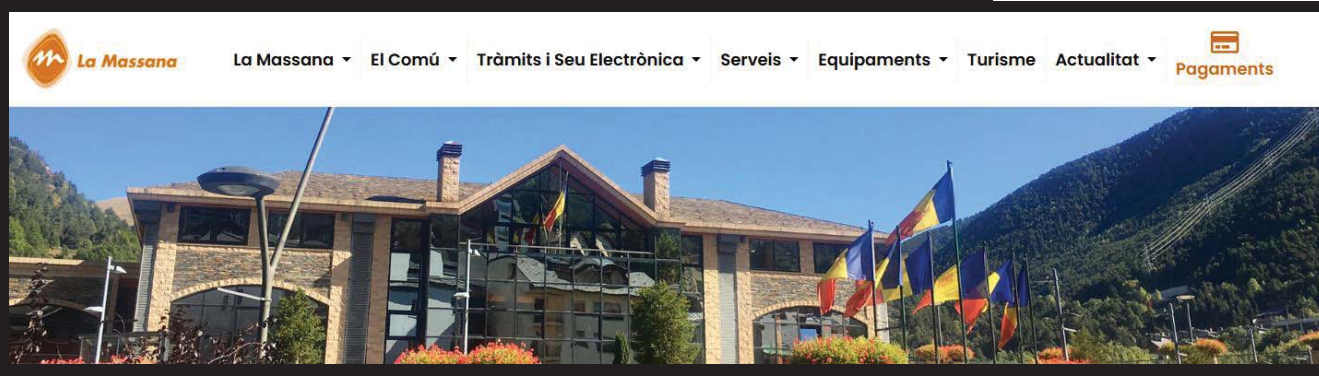 La Massana
La Massana El Comú Tràmits i Seu Electrònica Serveis Equipaments Turisme Actualitat Pagaments